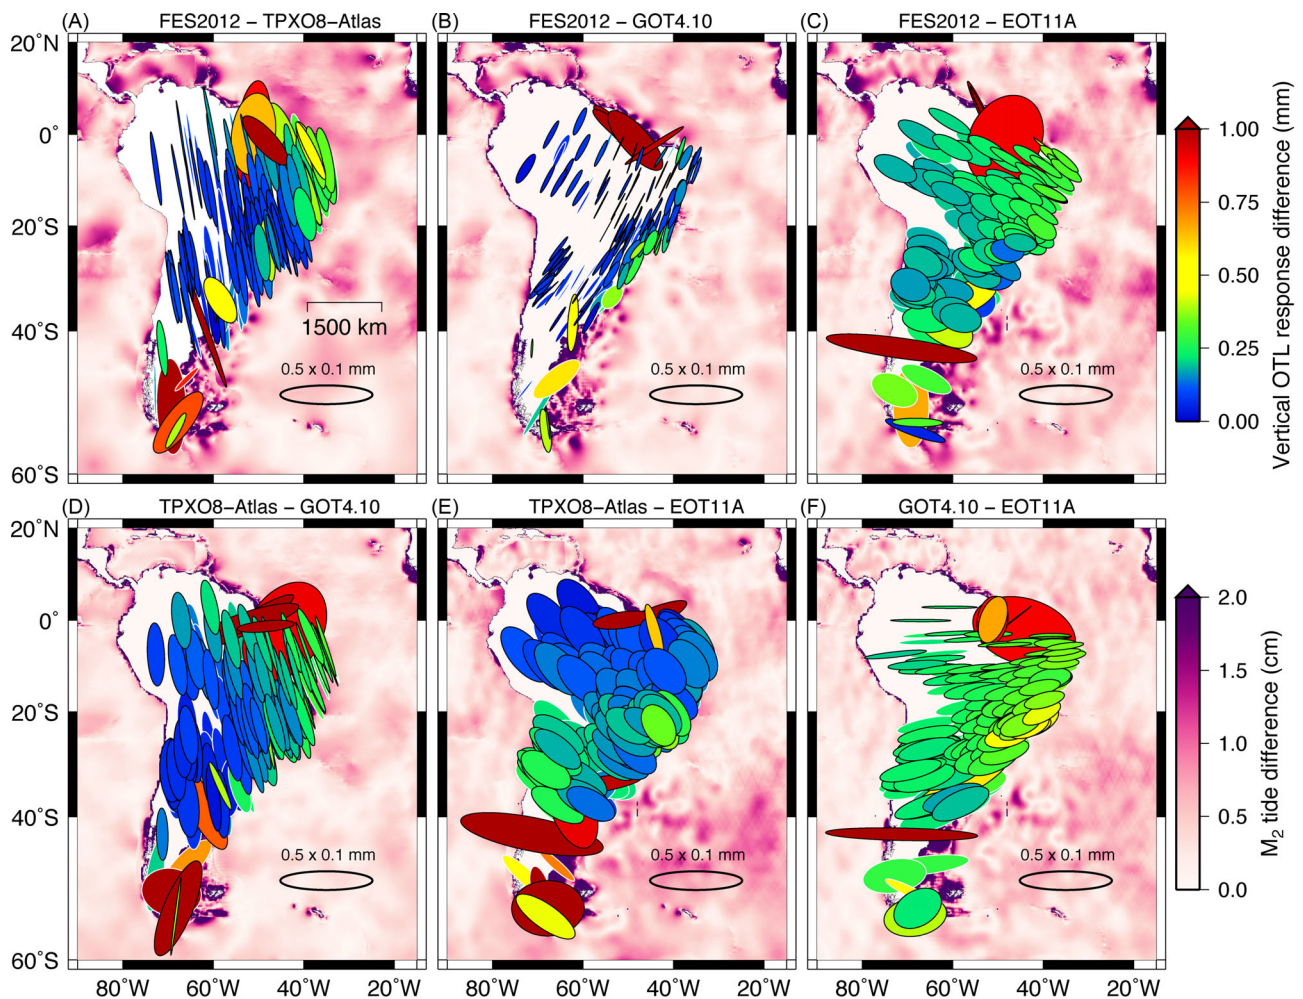 (A) FES2012 – TPXO8–Atlas
(B) FES2012 – GOT4.10
(C) FES2012 – EOT11A
20˚N
0˚
20˚S
40˚S
60˚S
1500 km
0.5 x 0.1 mm
0.5 x 0.1 mm
0.5 x 0.1 mm
1.00
0.75
0.50
0.25
0.00
Vertical OTL response difference (mm)
(D) TPXO8–Atlas – GOT4.10
(E) TPXO8–Atlas – EOT11A
(F) GOT4.10 – EOT11A
20˚N
0˚
20˚S
40˚S
60˚S
0.5 x 0.1 mm
0.5 x 0.1 mm
0.5 x 0.1 mm
2.0
1.5
1.0
0.5
0.0
M₂ tide difference (cm)
80˚W 60˚W 40˚W 20˚W
80˚W 60˚W 40˚W 20˚W
80˚W 60˚W 40˚W 20˚W